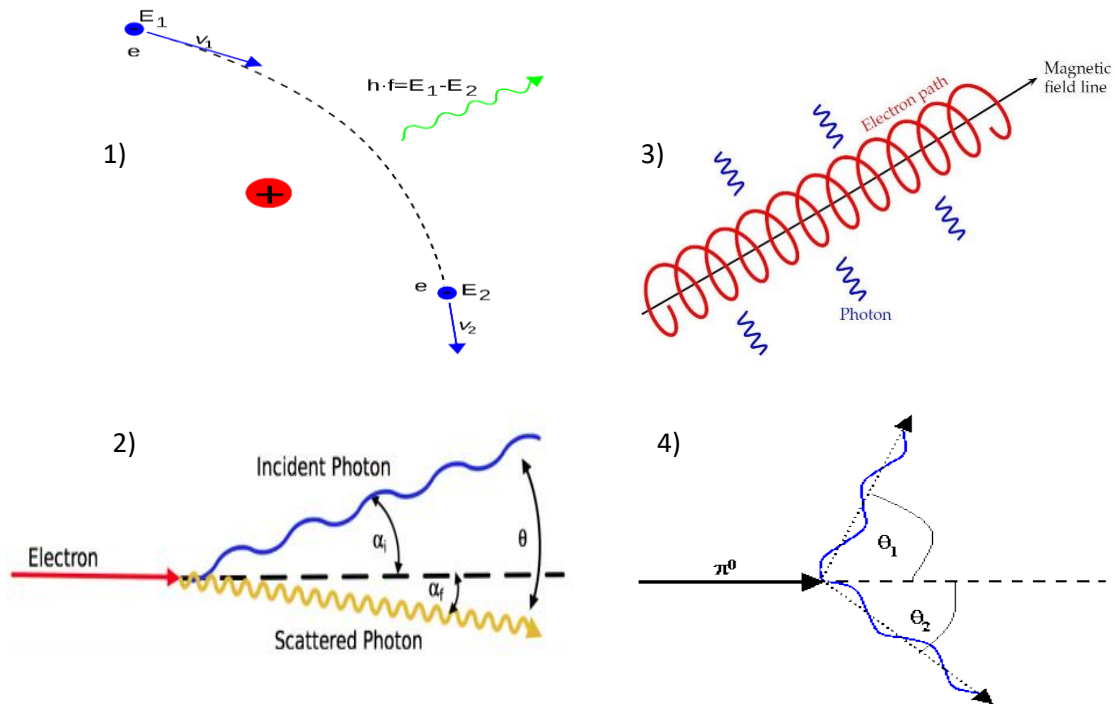 1)
E₁
e
v₁
h·f=E₁-E₂
+
e
E₂
v₂
3)
Magnetic
field line
Electron path
Photon
2)
Incident Photon
Electron
αᵢ
θ
α_f
Scattered Photon
4)
π⁰
Θ₁
Θ₂